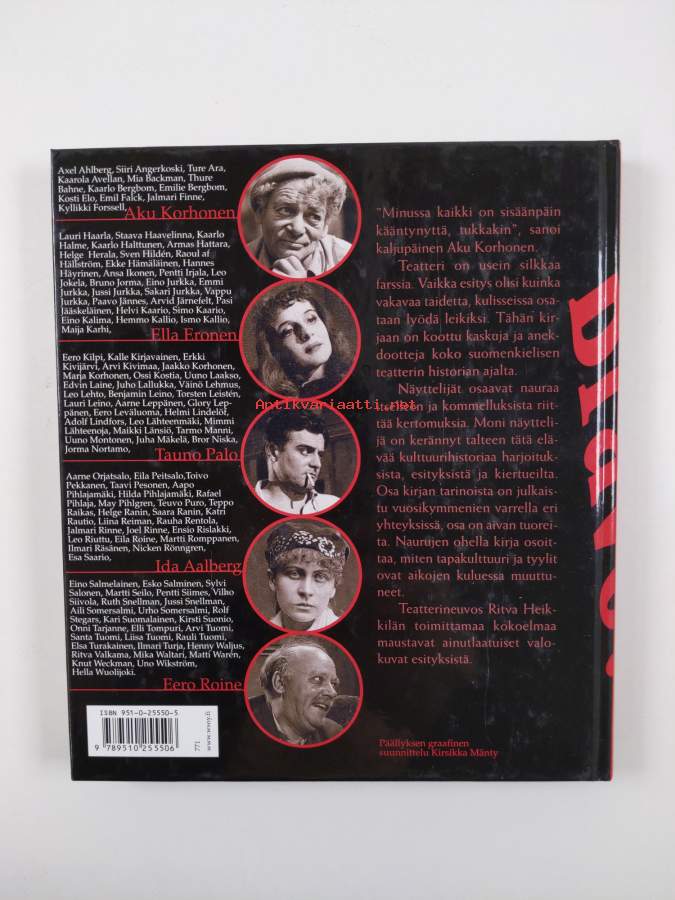 Axel Ahlberg, Siiri Angerkoski, Ture Ara,
Kaarola Avellan, Mia Backman, Thure
Bahne, Kaarlo Bergbom, Emilie Bergbom,
Kosti Elo, Emil Falck, Jalmari Finne,
Kyllikki Forssell,
Aku Korhonen
Lauri Haarla, Staava Haavelinna, Kaarlo
Halme, Kaarlo Halttunen, Armas Hattara,
Helge Herala, Sven Hildén, Raoul af
Hällström, Ekke Hämäläinen, Hannes
Häyrinen, Ansa Ikonen, Pentti Irjala, Leo
Jokela, Bruno Jorma, Eino Jurkka, Emmi
Jurkka, Jussi Jurkka, Sakari Jurkka, Vappu
Jurkka, Paavo Jännes, Arvid Järnefelt, Pasi
Jääskeläinen, Helvi Kaario, Simo Kaario,
Eino Kalima, Hemmo Kallio, Ismo Kallio,
Maija Karhi,
Ella Eronen
Eero Kilpi, Kalle Kirjavainen, Erkki
Kivijärvi, Arvi Kivimaa, Jaakko Korhonen,
Marja Korhonen, Ossi Kostia, Uuno Laakso,
Edvin Laine, Juho Lallukka, Väinö Lehmus,
Leo Lehto, Benjamin Leino, Torsten Leistén,
Lauri Leino, Aarne Leppänen, Glory Lep-
pänen, Eero Leväluoma, Helmi Lindelöf,
Adolf Lindfors, Leo Lähteenmäki, Mimmi
Lähteenoja, Maikki Länsiö, Tarmo Manni,
Uuno Montonen, Juha Mäkelä, Bror Niska,
Jorma Nortamo,
Tauno Palo
Aarne Orjatsalo, Eila Peitsalo,Toivo
Pekkanen, Taavi Pesonen, Aapo
Pihlajamäki, Hilda Pihlajamäki, Rafael
Pihlaja, May Pihlgren, Teuvo Puro, Teppo
Raikas, Helge Ranin, Saara Ranin, Katri
Rautio, Liina Reiman, Rauha Rentola,
Jalmari Rinne, Joel Rinne, Ensio Rislakki,
Leo Riuttu, Eila Roine, Martti Romppanen,
Ilmari Räsänen, Nicken Rönngren,
Esa Saario,
Ida Aalberg
Eino Salmelainen, Esko Salminen, Sylvi
Salonen, Martti Seilo, Pentti Siimes, Vilho
Siivola, Ruth Snellman, Jussi Snellman,
Aili Somersalmi, Urho Somersalmi, Rolf
Stegars, Kari Suomalainen, Kirsti Suonio,
Onni Tarjanne, Elli Tompuri, Arvi Tuomi,
Santa Tuomi, Liisa Tuomi, Rauli Tuomi,
Elsa Turakainen, Ilmari Turja, Henny Waljus,
Ritva Valkama, Mika Waltari, Matti Warén,
Knut Weckman, Uno Wikström,
Hella Wuolijoki.
Eero Roine
ISBN 951-0-25550-5
9 789510 255506
771
www.wsoy.fi
"Minussa kaikki on sisäänpäin
kääntynyttä, tukkakin", sanoi
kaljupäinen Aku Korhonen.
Teatteri on usein silkkaa
farssia. Vaikka esitys olisi kuinka
vakavaa taidetta, kulisseissa osa-
taan lyödä leikiksi. Tähän kir-
jaan on koottu kaskuja ja anek-
dootteja koko suomenkielisen
teatterin historian ajalta.
Näyttelijät osaavat nauraa
itselleen ja kommelluksista riit-
tää kertomuksia. Moni näytteli-
jä on kerännyt talteen tätä elä-
vää kulttuurihistoriaa harjoituk-
sista, esityksistä ja kiertueilta.
Osa kirjan tarinoista on julkais-
tu vuosikymmenien varrella eri
yhteyksissä, osa on aivan tuorei-
ta. Naurujen ohella kirja osoit-
taa, miten tapakulttuuri ja tyylit
ovat aikojen kuluessa muuttu-
neet.
Teatterineuvos Ritva Heik-
kilän toimittamaa kokoelmaa
maustavat ainutlaatuiset valo-
kuvat esityksistä.
Päällyksen graafinen
suunnittelu Kirsikka Mänty
Antikvariaatti.net